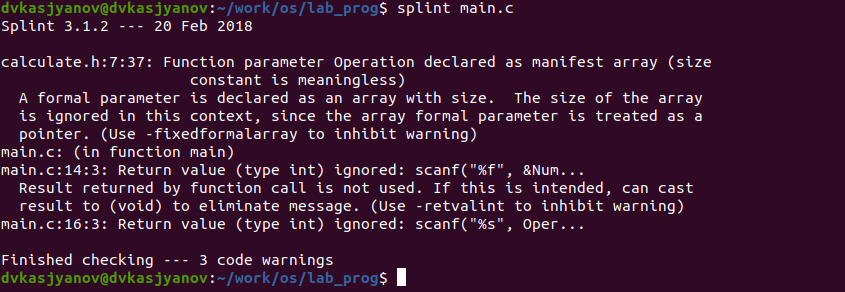 dvkasjyanov@dvkasjyanov:~/work/os/lab_prog$ splint main.c
Splint 3.1.2 --- 20 Feb 2018

calculate.h:7:37: Function parameter Operation declared as manifest array (size
                     constant is meaningless)
  A formal parameter is declared as an array with size.  The size of the array
  is ignored in this context, since the array formal parameter is treated as a
  pointer. (Use -fixedformalarray to inhibit warning)
main.c: (in function main)
main.c:14:3: Return value (type int) ignored: scanf("%f", &Num...
  Result returned by function call is not used. If this is intended, can cast
  result to (void) to eliminate message. (Use -retvalint to inhibit warning)
main.c:16:3: Return value (type int) ignored: scanf("%s", Oper...

Finished checking --- 3 code warnings
dvkasjyanov@dvkasjyanov:~/work/os/lab_prog$